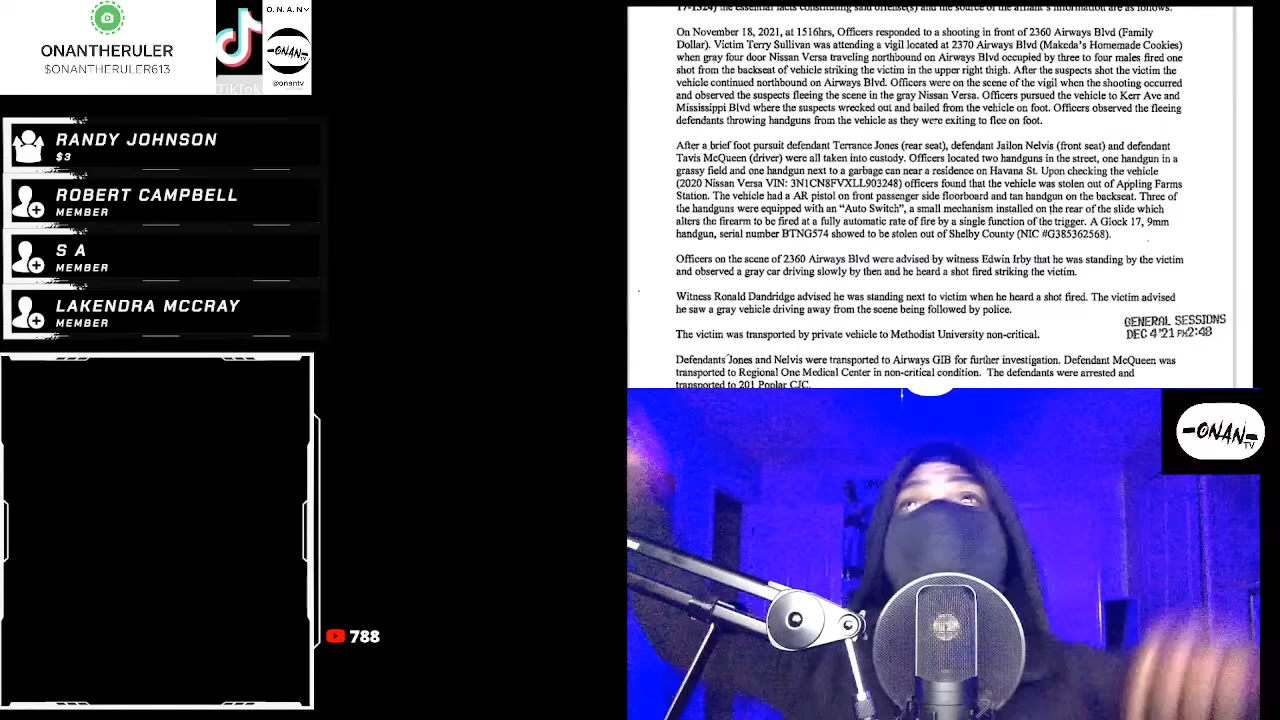 ONANTHERULER
$ONANTHERULER613
TikTok
O.N.A.N
-ONAN-
@onantv
RANDY JOHNSON
$3
ROBERT CAMPBELL
MEMBER
S A
MEMBER
LAKENDRA MCCRAY
MEMBER
788
17-1324) the essential facts constituting said offense(s) and the source of the affiant's information are as follows:
On November 18, 2021, at 1516hrs, Officers responded to a shooting in front of 2360 Airways Blvd (Family
Dollar). Victim Terry Sullivan was attending a vigil located at 2370 Airways Blvd (Makeda's Homemade Cookies)
when gray four door Nissan Versa traveling northbound on Airways Blvd occupied by three to four males fired one
shot from the backseat of vehicle striking the victim in the upper right thigh. After the suspects shot the victim the
vehicle continued northbound on Airways Blvd. Officers were on the scene of the vigil when the shooting occurred
and observed the suspects fleeing the scene in the gray Nissan Versa. Officers pursued the vehicle to Kerr Ave and
Mississippi Blvd where the suspects wrecked out and bailed from the vehicle on foot. Officers observed the fleeing
defendants throwing handguns from the vehicle as they were exiting to flee on foot.
After a brief foot pursuit defendant Terrance Jones (rear seat), defendant Jailon Nelvis (front seat) and defendant
Tavis McQueen (driver) were all taken into custody. Officers located two handguns in the street, one handgun in a
grassy field and one handgun next to a garbage can near a residence on Havana St. Upon checking the vehicle
(2020 Nissan Versa VIN: 3N1CN8FVXLL903248) officers found that the vehicle was stolen out of Appling Farms
Station. The vehicle had a AR pistol on front passenger side floorboard and tan handgun on the backseat. Three of
the handguns were equipped with an "Auto Switch", a small mechanism installed on the rear of the slide which
alters the firearm to be fired at a fully automatic rate of fire by a single function of the trigger. A Glock 17, 9mm
handgun, serial number BTNG574 showed to be stolen out of Shelby County (NIC #G385362568).
Officers on the scene of 2360 Airways Blvd were advised by witness Edwin Irby that he was standing by the victim
and observed a gray car driving slowly by then and he heard a shot fired striking the victim.
Witness Ronald Dandridge advised he was standing next to victim when he heard a shot fired. The victim advised
he saw a gray vehicle driving away from the scene being followed by police.
GENERAL SESSIONS
DEC 4'21 PM2:48
The victim was transported by private vehicle to Methodist University non-critical.
Defendants Jones and Nelvis were transported to Airways GIB for further investigation. Defendant McQueen was
transported to Regional One Medical Center in non-critical condition. The defendants were arrested and
transported to 201 Poplar CJC.
-ONAN-
TV